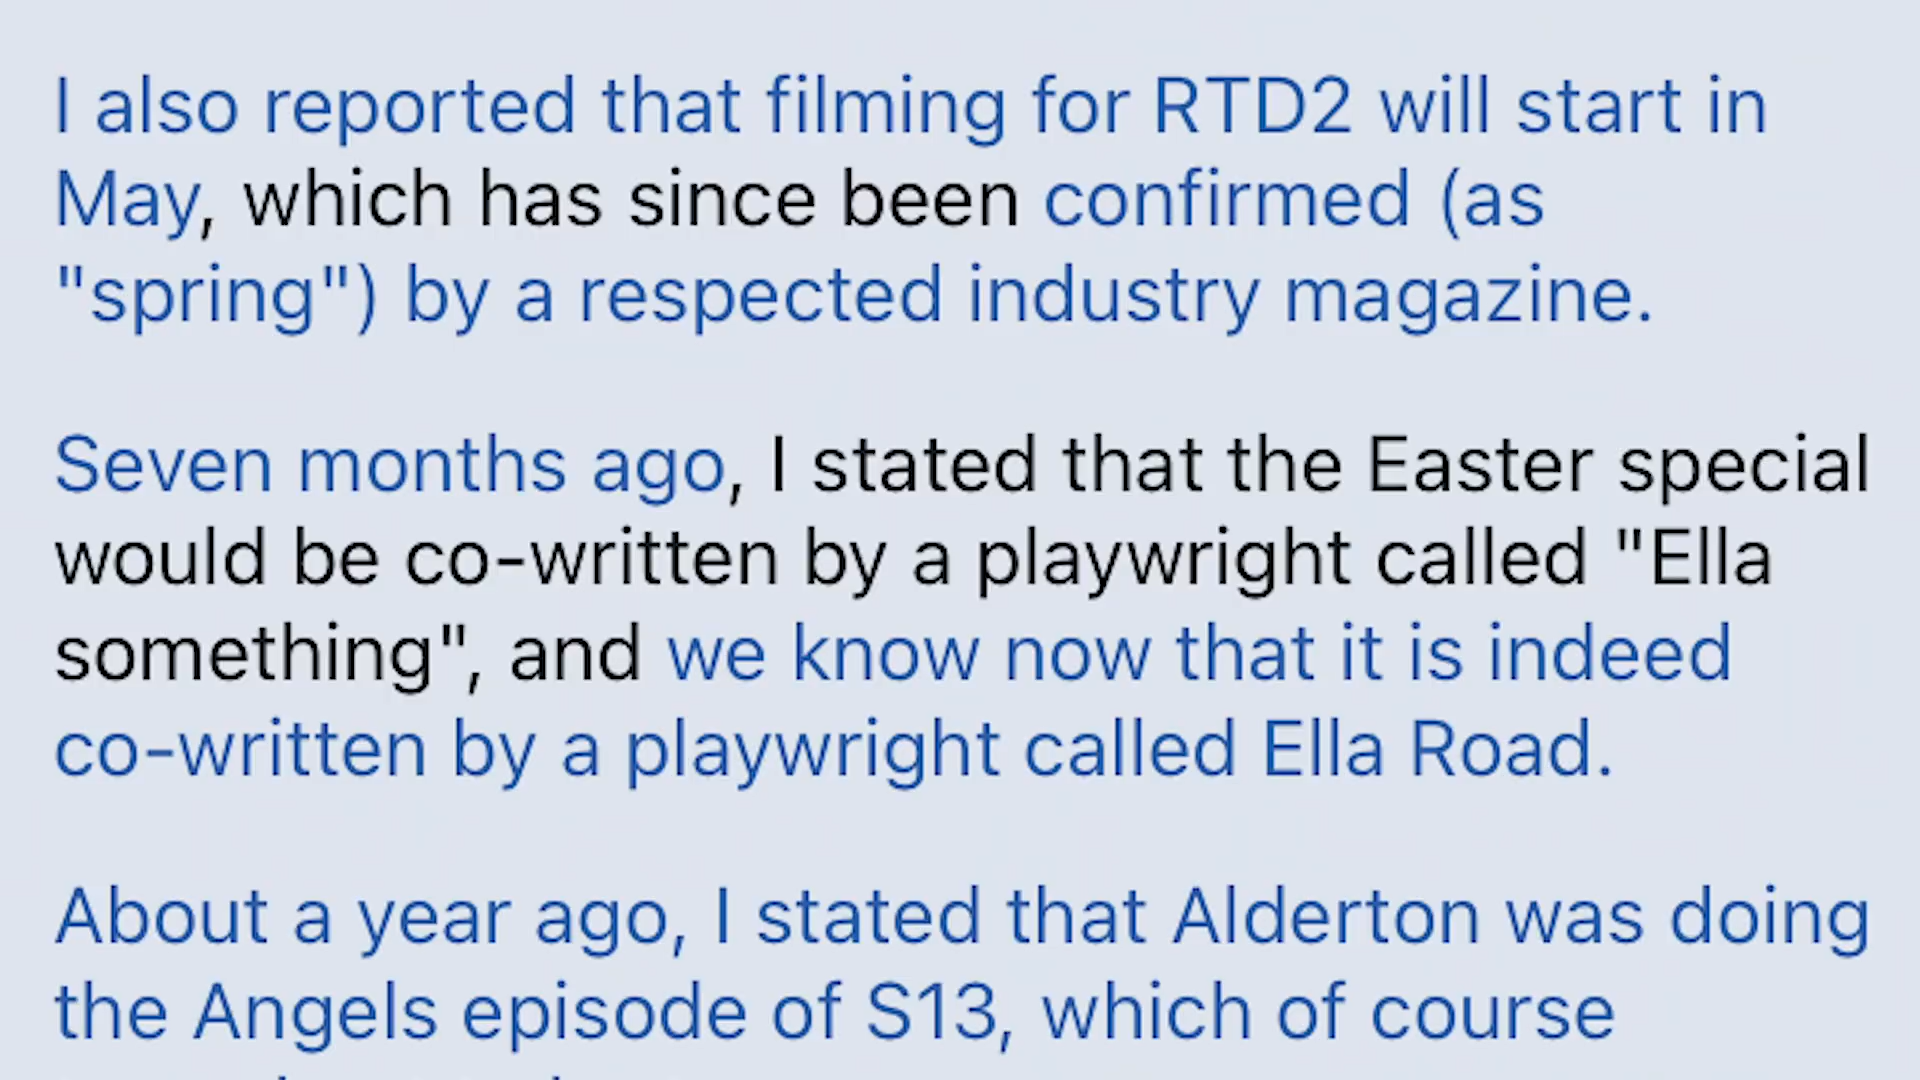 I also reported that filming for RTD2 will start in
May, which has since been confirmed (as
"spring") by a respected industry magazine.
Seven months ago, I stated that the Easter special
would be co-written by a playwright called "Ella
something", and we know now that it is indeed
co-written by a playwright called Ella Road.
About a year ago, I stated that Alderton was doing
the Angels episode of S13, which of course